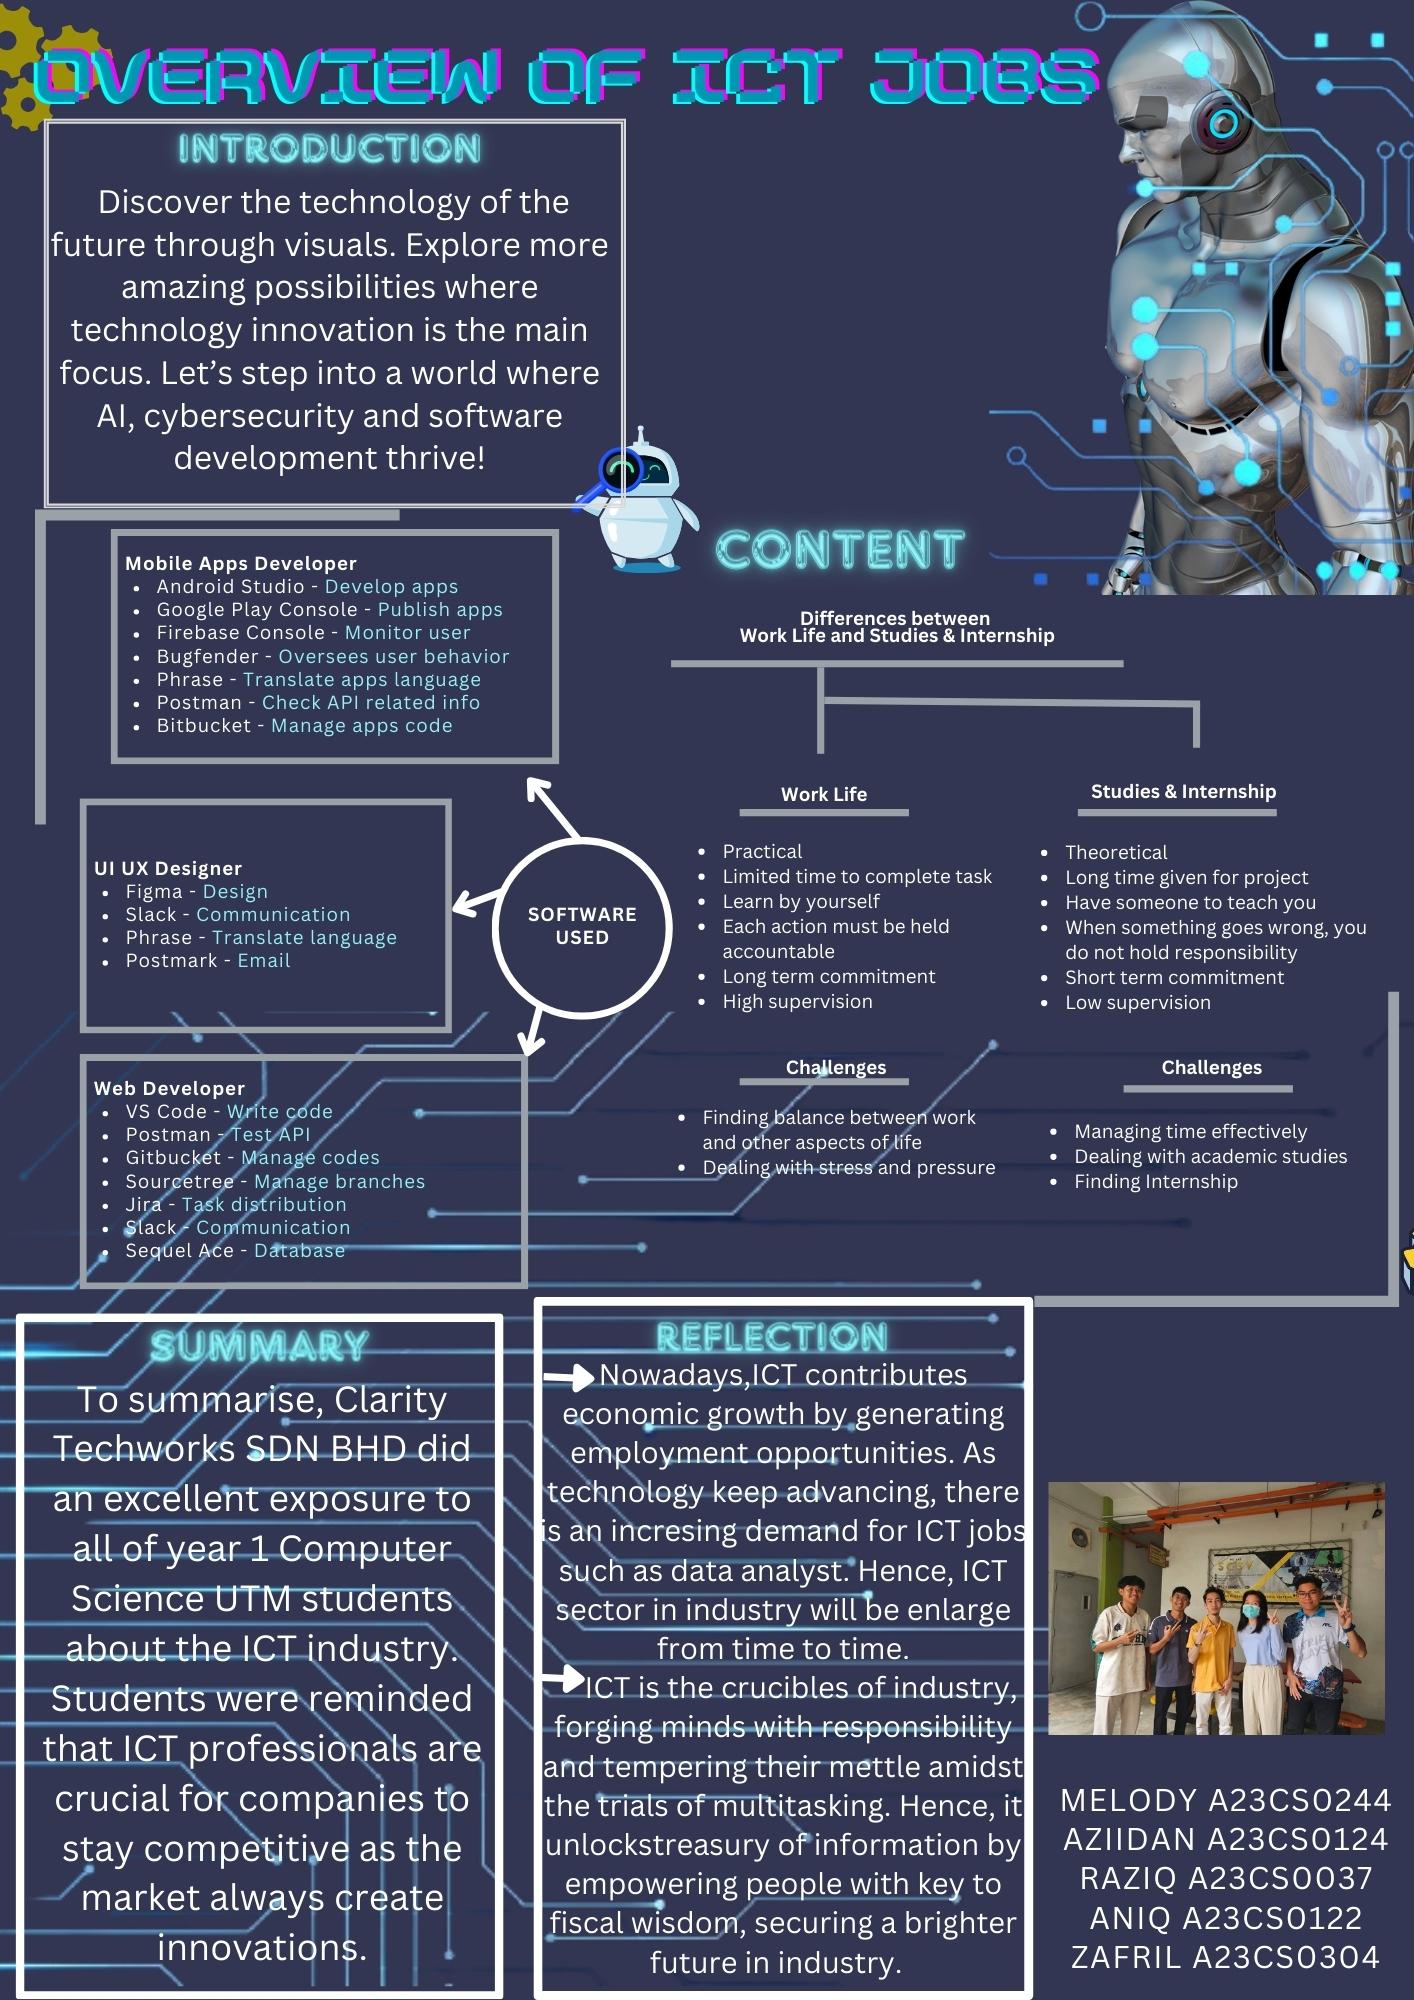 OVERVIEW OF ICT JOBS
INTRODUCTION
Discover the technology of the
future through visuals. Explore more
amazing possibilities where
technology innovation is the main
focus. Let’s step into a world where
AI, cybersecurity and software
development thrive!
Mobile Apps Developer
• Android Studio - Develop apps
• Google Play Console - Publish apps
• Firebase Console - Monitor user
• Bugfender - Oversees user behavior
• Phrase - Translate apps language
• Postman - Check API related info
• Bitbucket - Manage apps code
UI UX Designer
• Figma - Design
• Slack - Communication
• Phrase - Translate language
• Postmark - Email
SOFTWARE
USED
Web Developer
• VS Code - Write code
• Postman - Test API
• Gitbucket - Manage codes
• Sourcetree - Manage branches
• Jira - Task distribution
• Slack - Communication
• Sequel Ace - Database
CONTENT
Differences between
Work Life and Studies & Internship
Work Life
• Practical
• Limited time to complete task
• Learn by yourself
• Each action must be held
accountable
• Long term commitment
• High supervision
Challenges
• Finding balance between work
and other aspects of life
• Dealing with stress and pressure
Studies & Internship
• Theoretical
• Long time given for project
• Have someone to teach you
• When something goes wrong, you
do not hold responsibility
• Short term commitment
• Low supervision
Challenges
• Managing time effectively
• Dealing with academic studies
• Finding Internship
SUMMARY
To summarise, Clarity
Techworks SDN BHD did
an excellent exposure to
all of year 1 Computer
Science UTM students
about the ICT industry.
Students were reminded
that ICT professionals are
crucial for companies to
stay competitive as the
market always create
innovations.
REFLECTION
Nowadays,ICT contributes
economic growth by generating
employment opportunities. As
technology keep advancing, there
is an incresing demand for ICT jobs
such as data analyst. Hence, ICT
sector in industry will be enlarge
from time to time.
ICT is the crucibles of industry,
forging minds with responsibility
and tempering their mettle amidst
the trials of multitasking. Hence, it
unlockstreasury of information by
empowering people with key to
fiscal wisdom, securing a brighter
future in industry.
MELODY A23CS0244
AZIIDAN A23CS0124
RAZIQ A23CS0037
ANIQ A23CS0122
ZAFRIL A23CS0304